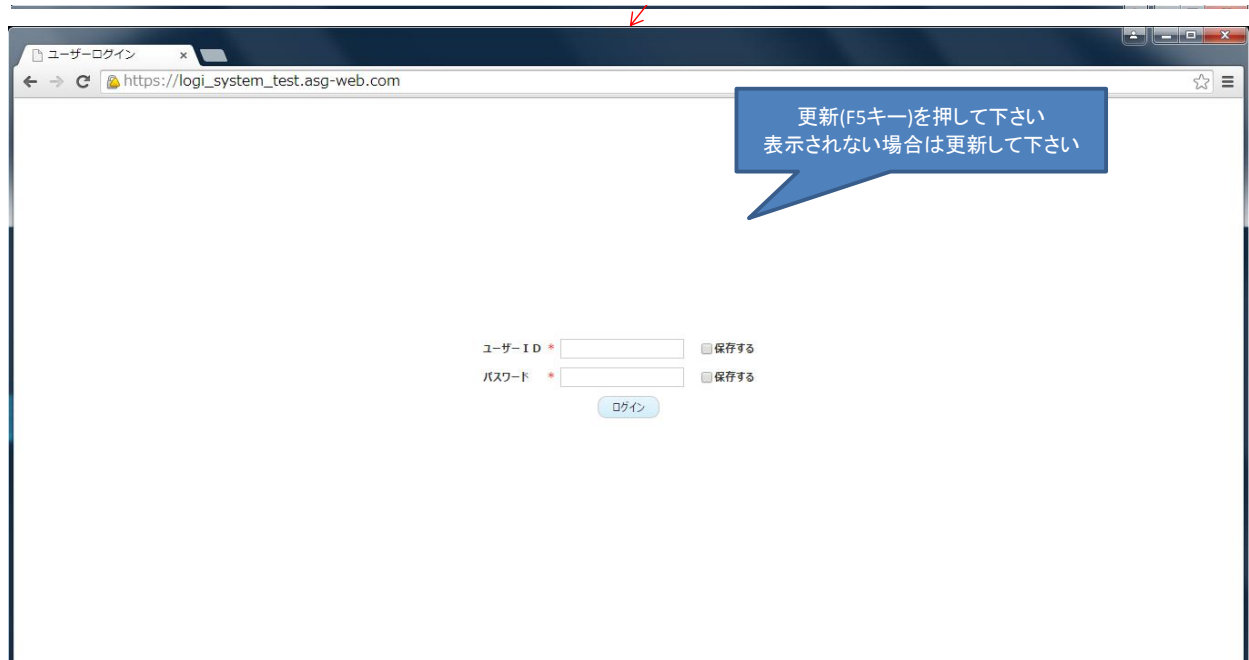 ユーザーログイン
https://logi_system_test.asg-web.com
更新(F5キー)を押して下さい
表示されない場合は更新して下さい
ユーザーＩＤ * 保存する
パスワード * 保存する
ログイン